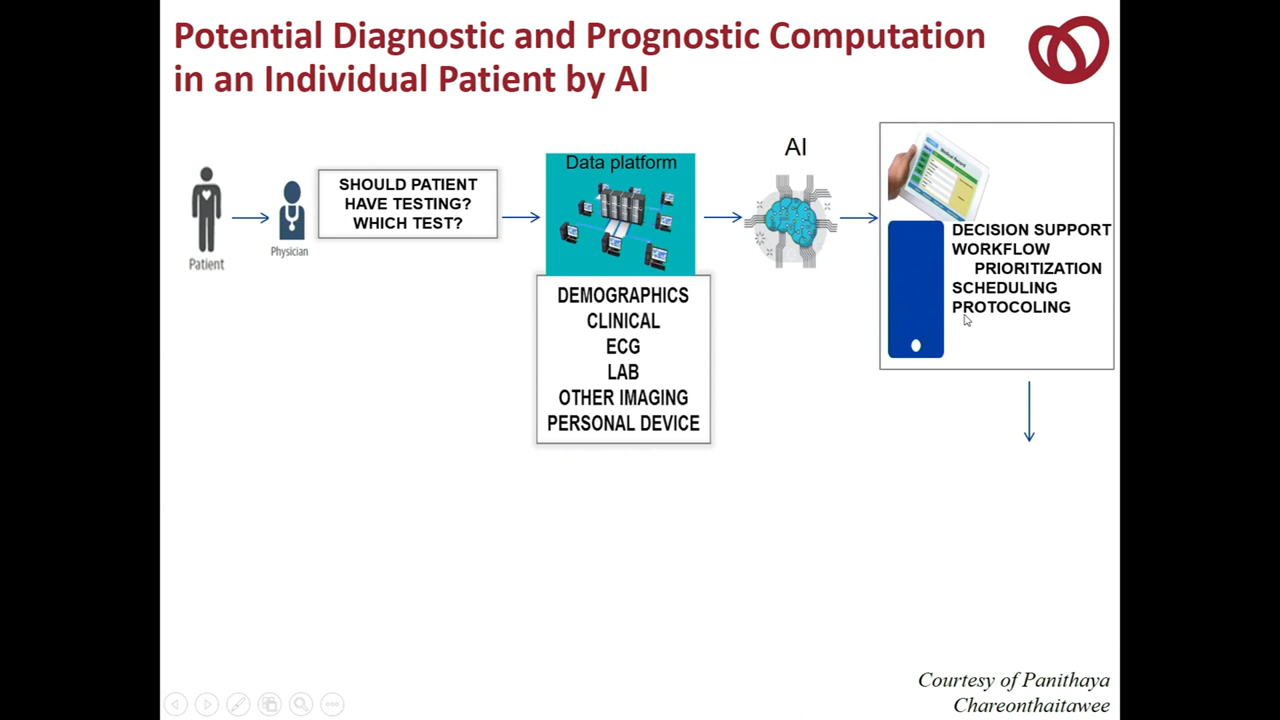 Potential Diagnostic and Prognostic Computation
in an Individual Patient by AI
Patient
Physician
SHOULD PATIENT
HAVE TESTING?
WHICH TEST?
Data platform
DEMOGRAPHICS
CLINICAL
ECG
LAB
OTHER IMAGING
PERSONAL DEVICE
AI
DECISION SUPPORT
WORKFLOW
PRIORITIZATION
SCHEDULING
PROTOCOLING
Courtesy of Panithaya
Chareonthaitawee